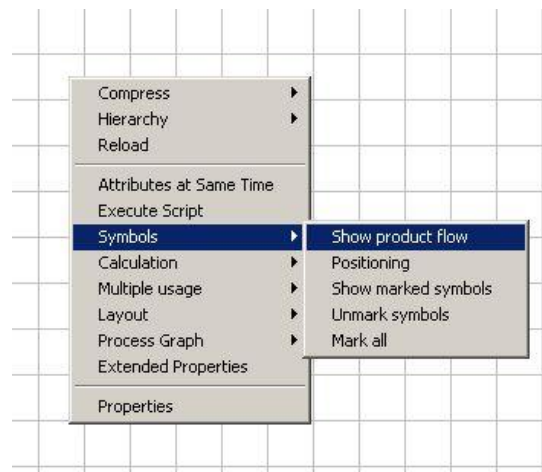 Compress
Hierarchy
Reload
Attributes at Same Time
Execute Script
Symbols
Calculation
Multiple usage
Layout
Process Graph
Extended Properties
Properties
Show product flow
Positioning
Show marked symbols
Unmark symbols
Mark all